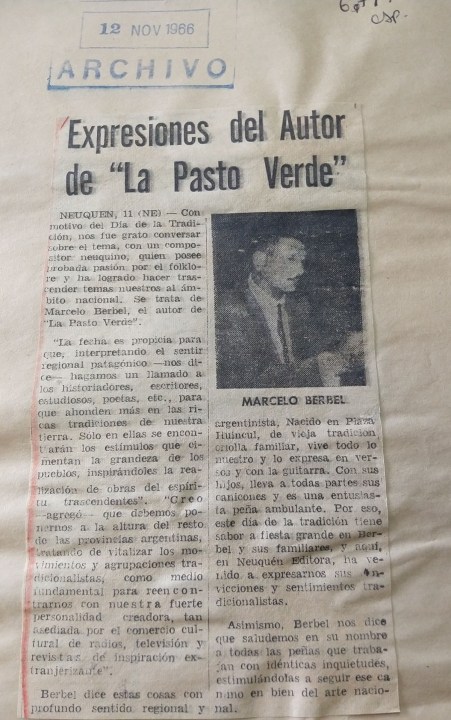 12 NOV 1966
ARCHIVO
Expresiones del Autor
de "La Pasto Verde"
NEUQUEN, 11 (NE) — Con
motivo del Día de la Tradi-
ción, nos fue grato conversar
sobre el tema, con un compo-
sitor neuquino, quien posee
probada pasión por el folklo-
re y ha logrado hacer tras-
cender temas nuestros al ám-
bito nacional. Se trata de
Marcelo Berbel, el autor de
"La Pasto Verde".
"La fecha es propicia para
que, interpretando el sentir
regional patagónico —nos di-
ce— hagamos un llamado a
los historiadores, escritores,
estudiosos, poetas, etc., para
que ahonden más en las ri-
cas tradiciones de nuestra
tierra. Solo en ellas se encon-
tarán los estímulos que ci-
mentan la grandeza de los
pueblos, inspirándoles la rea-
lización de obras del espíri-
tu trascendentes". "Creo
—agregó— que debemos po-
nernos a la altura del resto
de las provincias argentinas,
tratando de vitalizar los mo-
vimientos y agrupaciones tra-
dicionalistas, como medio
fundamental para reencon-
trarnos con nuestra fuerte
personalidad creadora, tan
asediada por el comercio cul-
tural de radios, televisión y
revistas de inspiración ex-
tranjerizante".
Berbel dice estas cosas con
profundo sentido regional y
MARCELO BERBEL
argentinista. Nacido en Plaza
Huincul, de vieja tradición
criolla familiar, vive todo lo
nuestro y lo expresa en ver-
sos y con la guitarra. Con sus
hijos, lleva a todas partes sus
canicones y es una entusias-
ta peña ambulante. Por eso,
este día de la tradición tiene
sabor a fiesta grande en Ber-
bel y sus familiares, y aquí,
en Neuquén Editora, ha ve-
nido a expresarnos sus
vicciones y sentimientos tra-
dicionalistas.
Asimismo, Berbel nos dice
que saludemos en su nombre
a todas las peñas que traba-
jan con idénticas inquietudes,
estimulándolas a seguir ese ca
nino en bien del arte nacio-
nal.